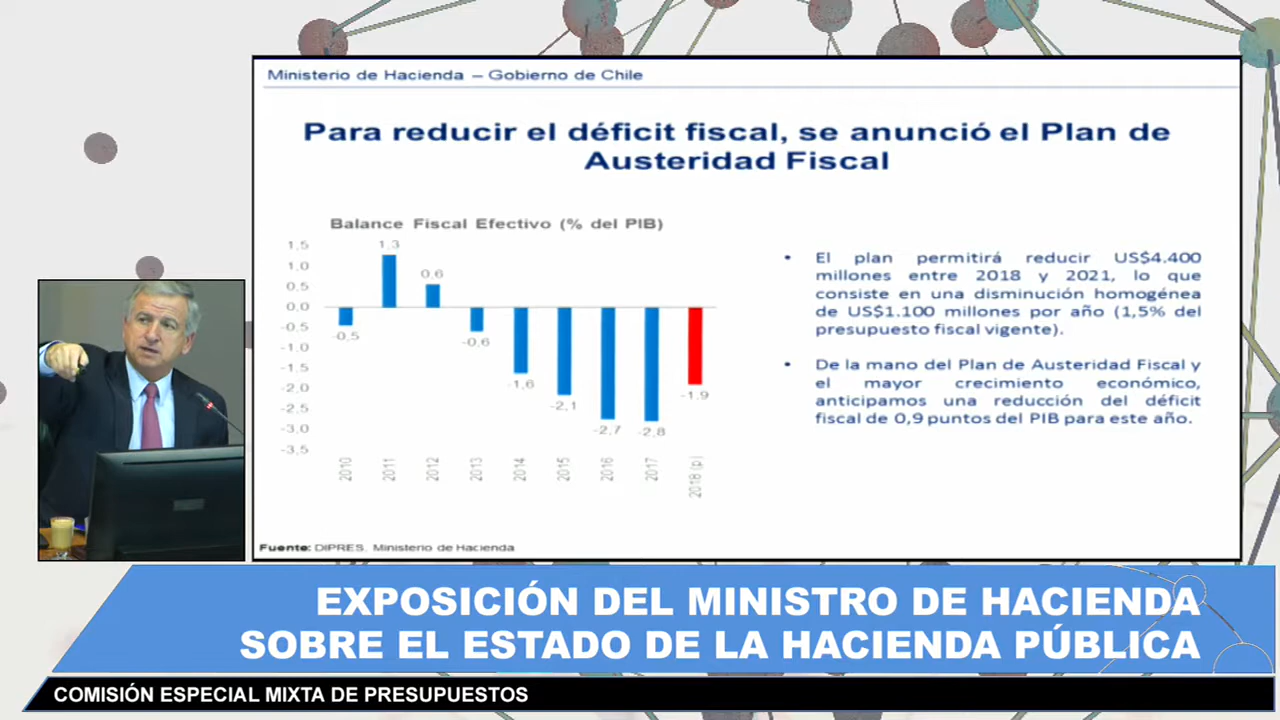 Ministerio de Hacienda – Gobierno de Chile
Para reducir el déficit fiscal, se anunció el Plan de
Austeridad Fiscal
Balance Fiscal Efectivo (% del PIB)
1,5
1,0
0,5
0,0
-0,5
-1,0
-1,5
-2,0
-2,5
-3,0
-3,5
-0,5
1,3
0,6
-0,6
-1,6
-2,1
-2,7
-2,8
-1,9
2010
2011
2012
2013
2014
2015
2016
2017
2018 (p)
• El plan permitirá reducir US$4.400
millones entre 2018 y 2021, lo que
consiste en una disminución homogénea
de US$1.100 millones por año (1,5% del
presupuesto fiscal vigente).
• De la mano del Plan de Austeridad Fiscal y
el mayor crecimiento económico,
anticipamos una reducción del déficit
fiscal de 0,9 puntos del PIB para este año.
Fuente: DIPRES, Ministerio de Hacienda
EXPOSICIÓN DEL MINISTRO DE HACIENDA
SOBRE EL ESTADO DE LA HACIENDA PÚBLICA
COMISIÓN ESPECIAL MIXTA DE PRESUPUESTOS